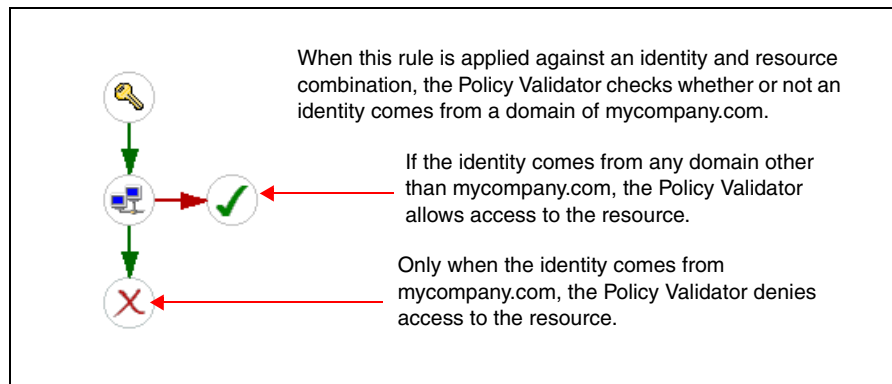 When this rule is applied against an identity and resource
combination, the Policy Validator checks whether or not an
identity comes from a domain of mycompany.com.
If the identity comes from any domain other
than mycompany.com, the Policy Validator
allows access to the resource.
Only when the identity comes from
mycompany.com, the Policy Validator denies
access to the resource.